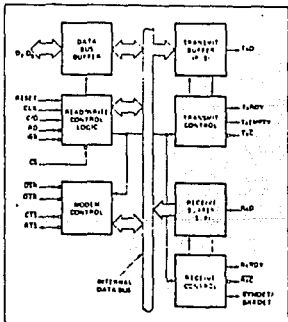 DATA
BUS
BUFFER
TRANSMIT
BUFFER
TxD
RESET
CLK
C/D
RD
WR
CS
READ/WRITE
CONTROL
LOGIC
TRANSMIT
CONTROL
TxRDY
TxEMPTY
TxC
DSR
DTR
CTS
RTS
MODEM
CONTROL
RECEIVE
BUFFER
RxD
INTERNAL
DATA BUS
RECEIVE
CONTROL
RxRDY
RxC
SYNDET/